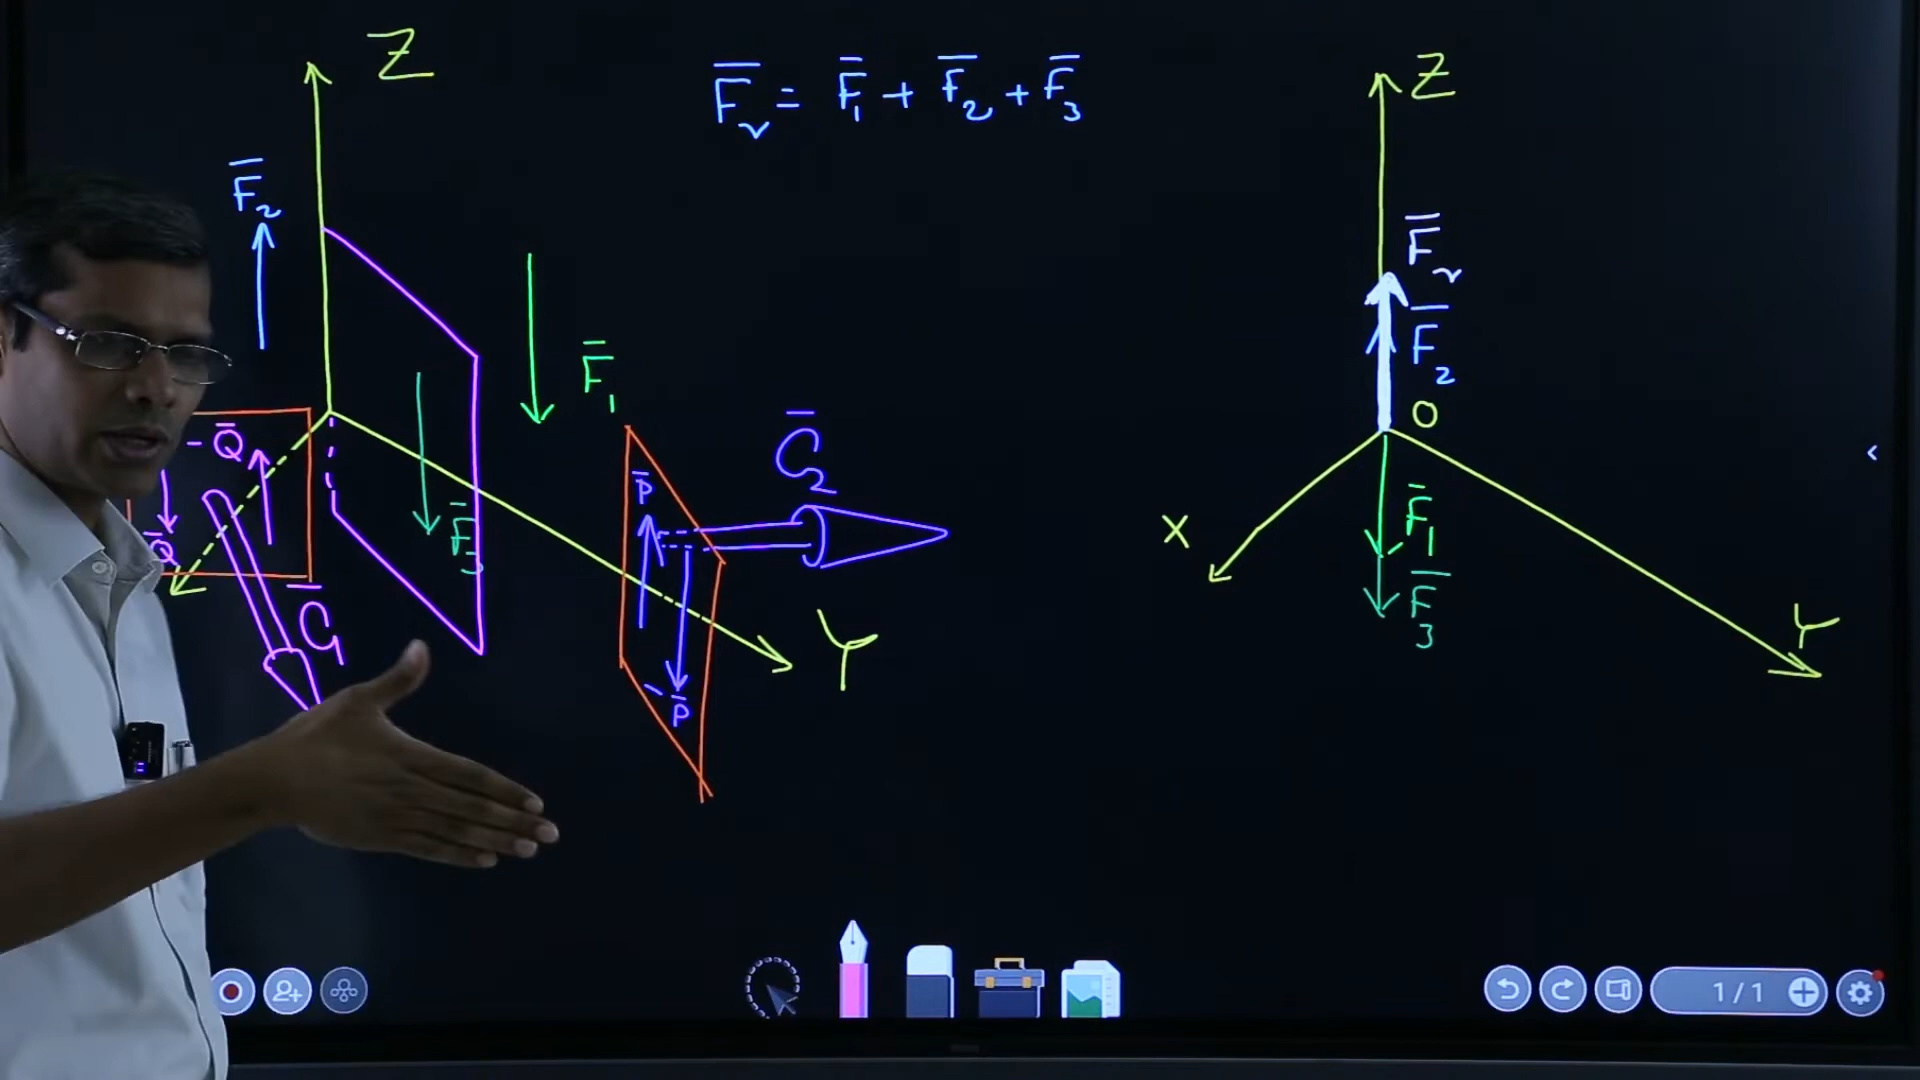 Z
F̅r = F̅1 + F̅2 + F̅3
Z
F̅2
F̅r
F̅1
F̅2
O
C̅2
-Q̅
P̅
F̅3
F̅1
X
Q̅
C̅1
F̅3
Y
Y
-P̅
1/1